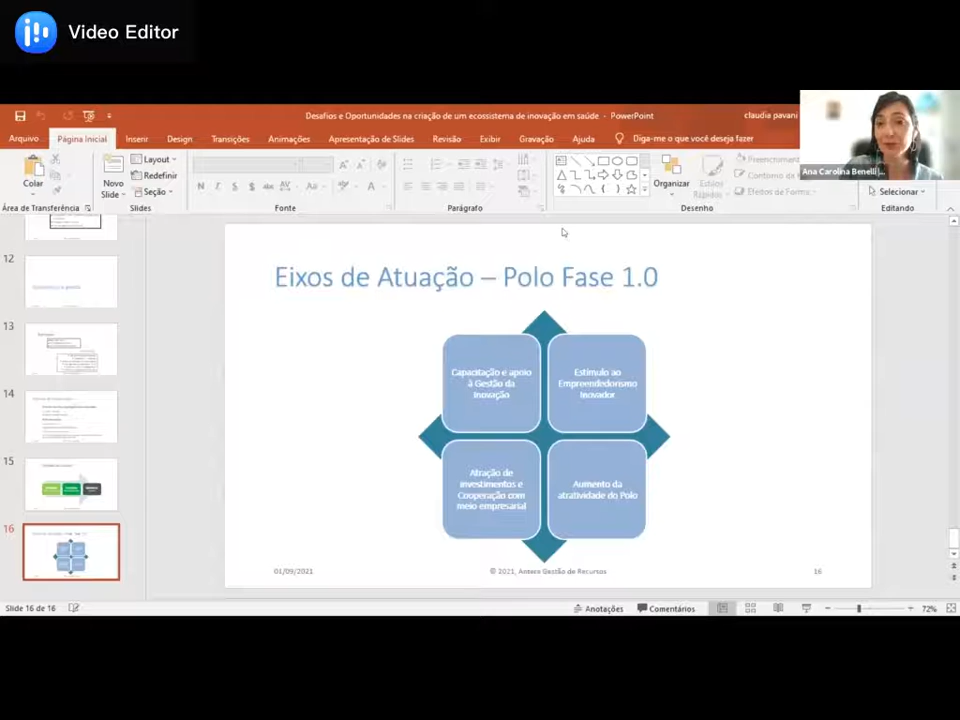 Video Editor
Desafios e Oportunidades na criação de um ecossistema de inovação em saúde - PowerPoint
claudia pavani
Arquivo
Página Inicial
Inserir
Design
Transições
Animações
Apresentação de Slides
Revisão
Exibir
Gravação
Ajuda
Diga-me o que você deseja fazer
Ana Carolina Benelli
Colar
Novo
Slide
Layout
Redefinir
Seção
Organizar
Estilos
Rápidos
Selecionar
Área de Transferência
Slides
Fonte
Parágrafo
Desenho
Editando
12
13
14
15
16
Eixos de Atuação – Polo Fase 1.0
Capacitação e apoio
à Gestão da
Inovação
Estímulo ao
Empreendedorismo
Inovador
Atração de
investimentos e
Cooperação com
meio empresarial
Aumento da
atratividade do Polo
01/09/2021
© 2021, Antera Gestão de Recursos
16
Slide 16 de 16
Anotações
Comentários
72%